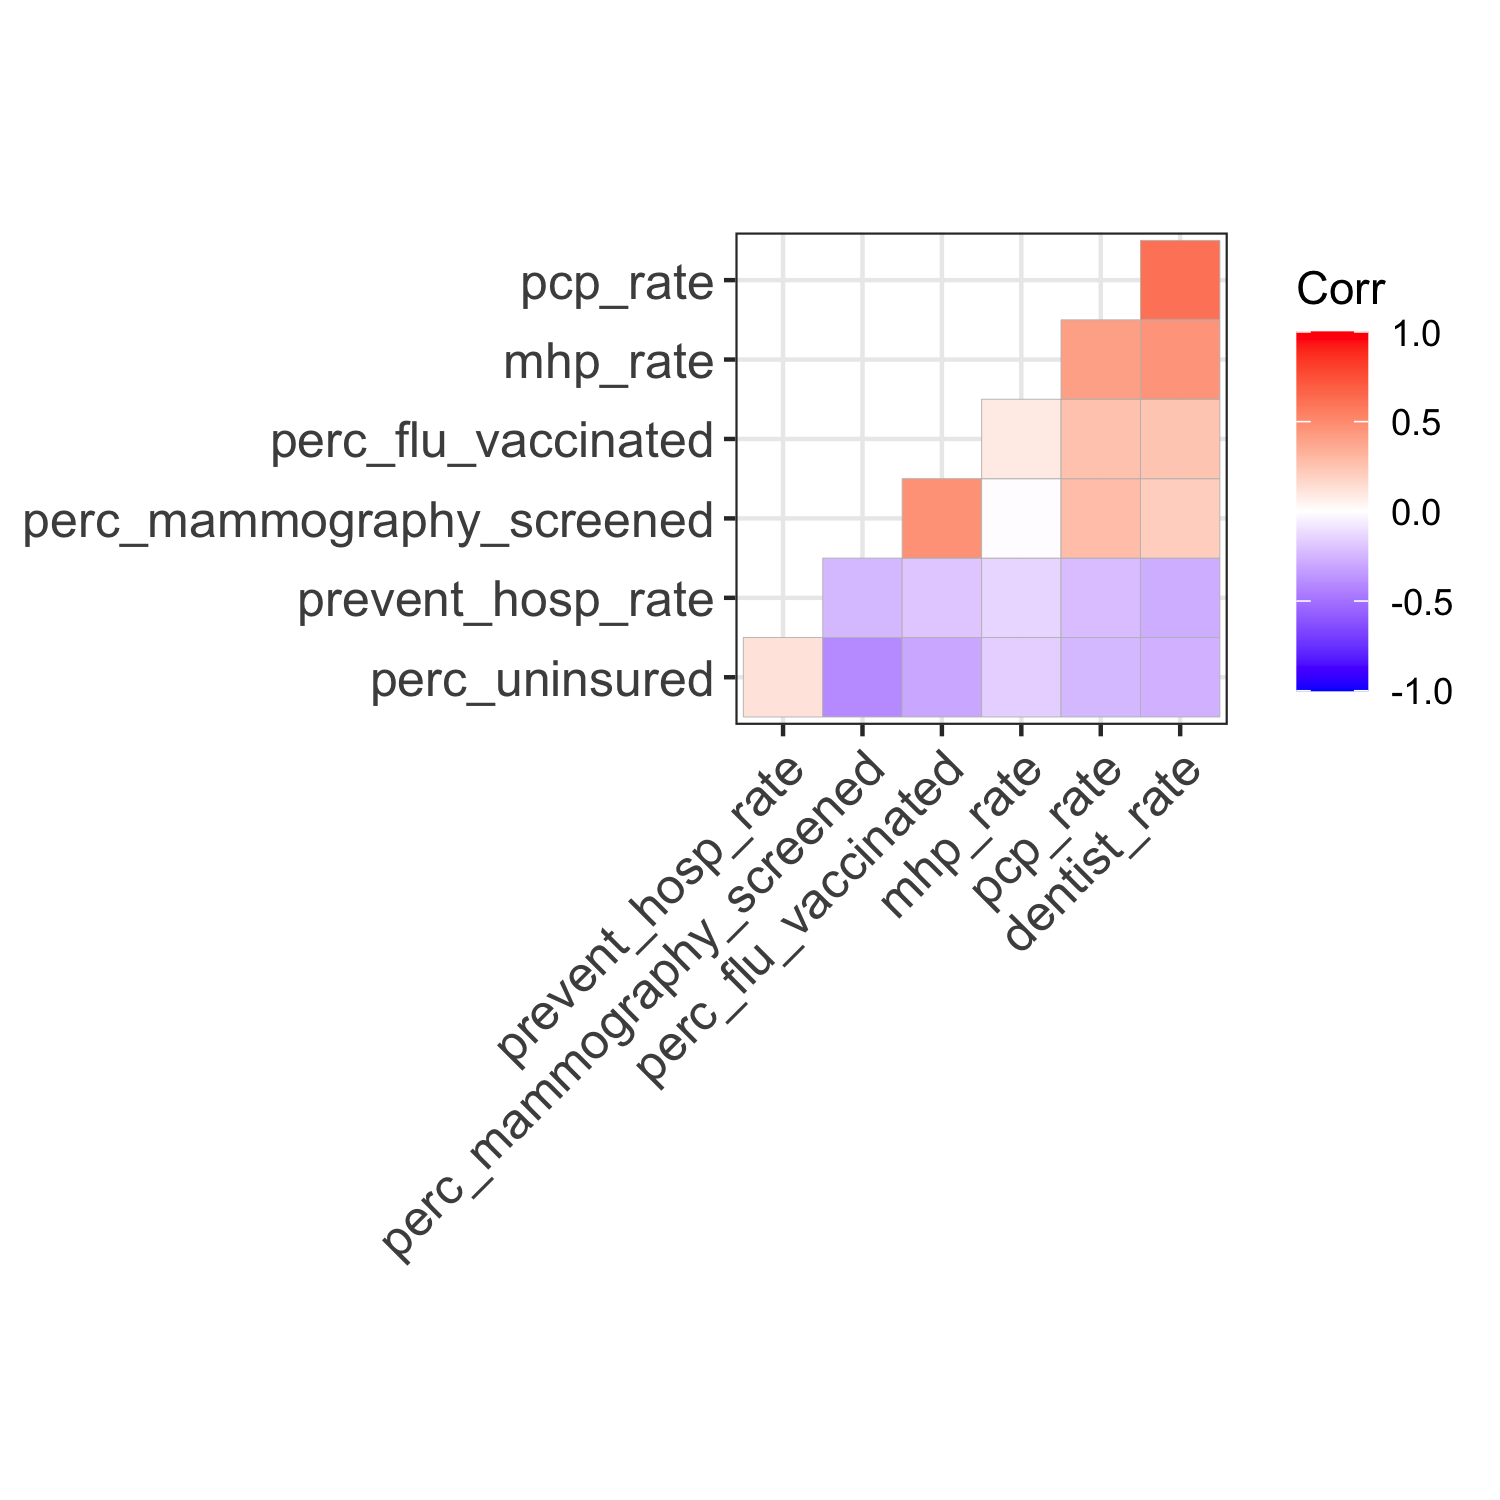 pcp_rate
mhp_rate
perc_flu_vaccinated
perc_mammography_screened
prevent_hosp_rate
perc_uninsured
prevent_hosp_rate
perc_mammography_screened
perc_flu_vaccinated
mhp_rate
pcp_rate
dentist_rate
Corr
1.0
0.5
0.0
-0.5
-1.0